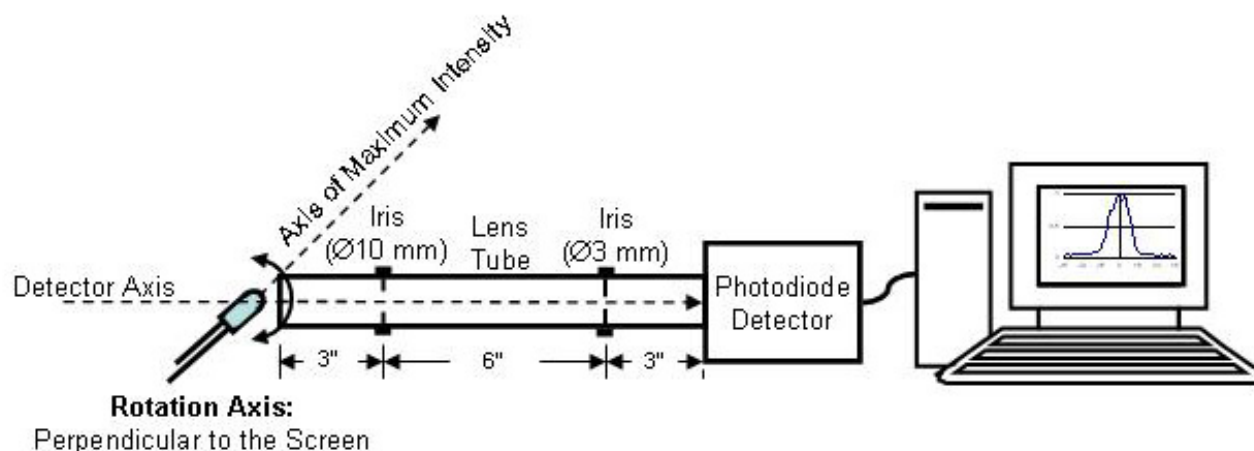 Axis of Maximum Intensity
Iris
(Ø10 mm)
Lens
Tube
Iris
(Ø3 mm)
Detector Axis
Photodiode
Detector
3"
6"
3"
Rotation Axis:
Perpendicular to the Screen